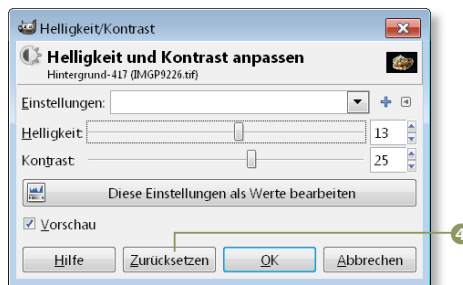 Helligkeit/Kontrast
Helligkeit und Kontrast anpassen
Hintergrund-417 (IMGP9226.tif)
Einstellungen:
Helligkeit: 13
Kontrast: 25
Diese Einstellungen als Werte bearbeiten
Vorschau
Hilfe Zurücksetzen OK Abbrechen
4